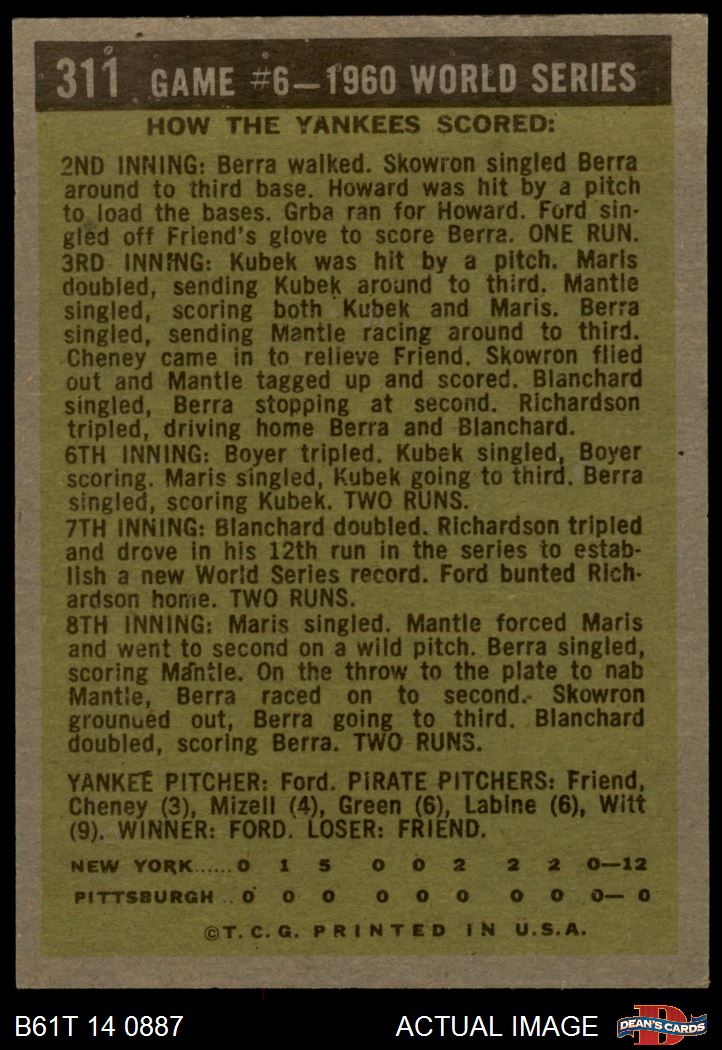 311 GAME #6—1960 WORLD SERIES
HOW THE YANKEES SCORED:
2ND INNING: Berra walked. Skowron singled Berra
around to third base. Howard was hit by a pitch
to load the bases. Grba ran for Howard. Ford sin-
gled off Friend's glove to score Berra. ONE RUN.
3RD INNING: Kubek was hit by a pitch. Maris
doubled, sending Kubek around to third. Mantle
singled, scoring both Kubek and Maris. Berra
singled, sending Mantle racing around to third.
Cheney came in to relieve Friend. Skowron flied
out and Mantle tagged up and scored. Blanchard
singled, Berra stopping at second. Richardson
tripled, driving home Berra and Blanchard.
6TH INNING: Boyer tripled. Kubek singled, Boyer
scoring. Maris singled, Kubek going to third. Berra
singled, scoring Kubek. TWO RUNS.
7TH INNING: Blanchard doubled. Richardson tripled
and drove in his 12th run in the series to estab-
lish a new World Series record. Ford bunted Rich-
ardson home. TWO RUNS.
8TH INNING: Maris singled. Mantle forced Maris
and went to second on a wild pitch. Berra singled,
scoring Mantle. On the throw to the plate to nab
Mantle, Berra raced on to second. Skowron
grounded out, Berra going to third. Blanchard
doubled, scoring Berra. TWO RUNS.
YANKEE PITCHER: Ford. PIRATE PITCHERS: Friend,
Cheney (3), Mizell (4), Green (6), Labine (6), Witt
(9). WINNER: FORD. LOSER: FRIEND.
NEW YORK......0 1 5 0 0 2 2 2 0—12
PITTSBURGH ..0 0 0 0 0 0 0 0 0— 0
©T. C. G. PRINTED IN U.S.A.
B61T 14 0887 ACTUAL IMAGE D DEAN'S CARDS